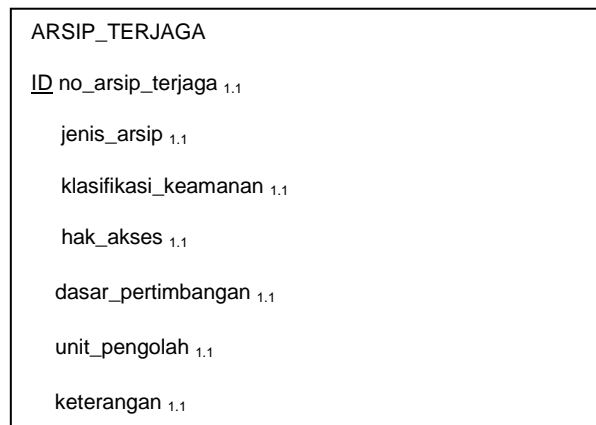 ARSIP_TERJAGA
ID no_arsip_terjaga 1.1
jenis_arsip 1.1
klasifikasi_keamanan 1.1
hak_akses 1.1
dasar_pertimbangan 1.1
unit_pengolah 1.1
keterangan 1.1